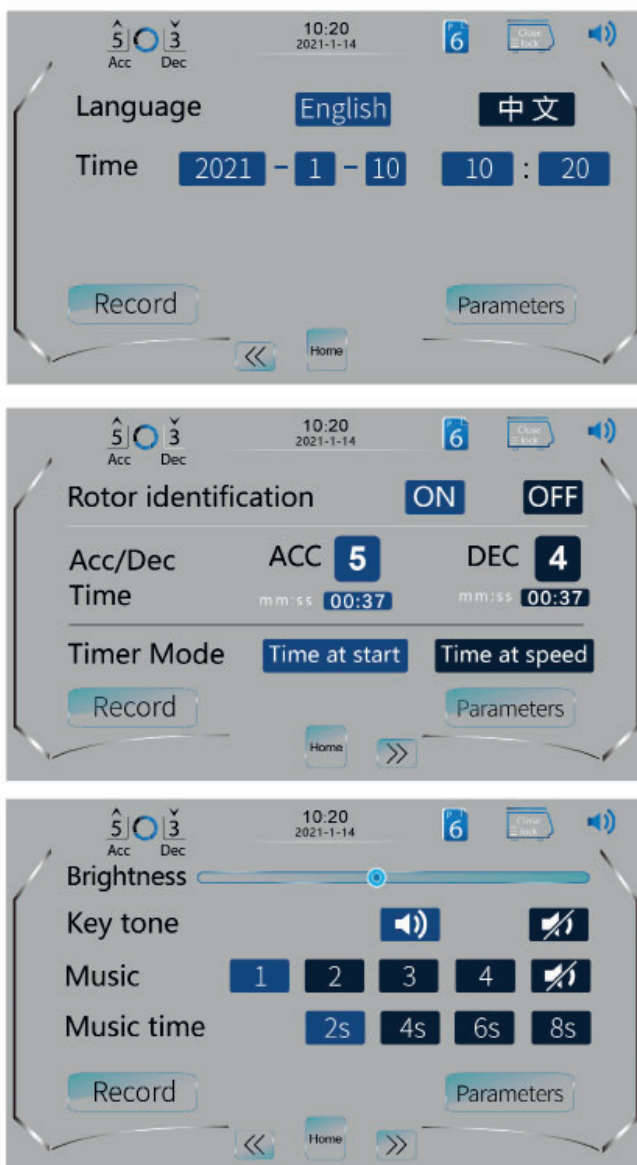 5 3 10:20 6 Close lock
Acc Dec 2021-1-14
Language English 中文
Time 2021 - 1 - 10 10 : 20
Record Parameters
<< Home
5 3 10:20 6 Close lock
Acc Dec 2021-1-14
Rotor identification ON OFF
Acc/Dec Time ACC 5 DEC 4
mm:ss 00:37 mm:ss 00:37
Timer Mode Time at start Time at speed
Record Parameters
Home >>
5 3 10:20 6 Close lock
Acc Dec 2021-1-14
Brightness
Key tone
Music 1 2 3 4
Music time 2s 4s 6s 8s
Record Parameters
<< Home >>